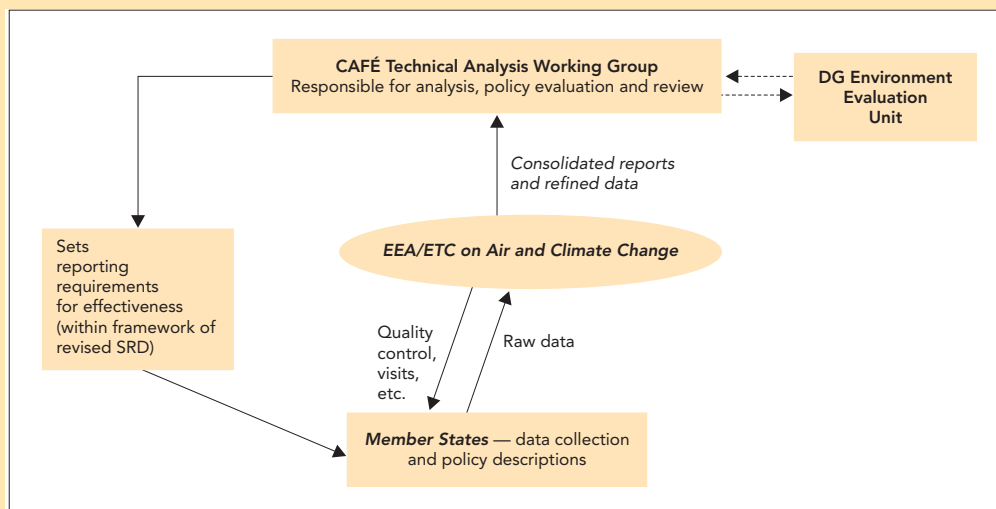 CAFÉ Technical Analysis Working Group
Responsible for analysis, policy evaluation and review
DG Environment
Evaluation
Unit
Consolidated reports
and refined data
Sets
reporting
requirements
for effectiveness
(within framework of
revised SRD)
EEA/ETC on Air and Climate Change
Quality
control,
visits,
etc.
Raw data
Member States — data collection
and policy descriptions